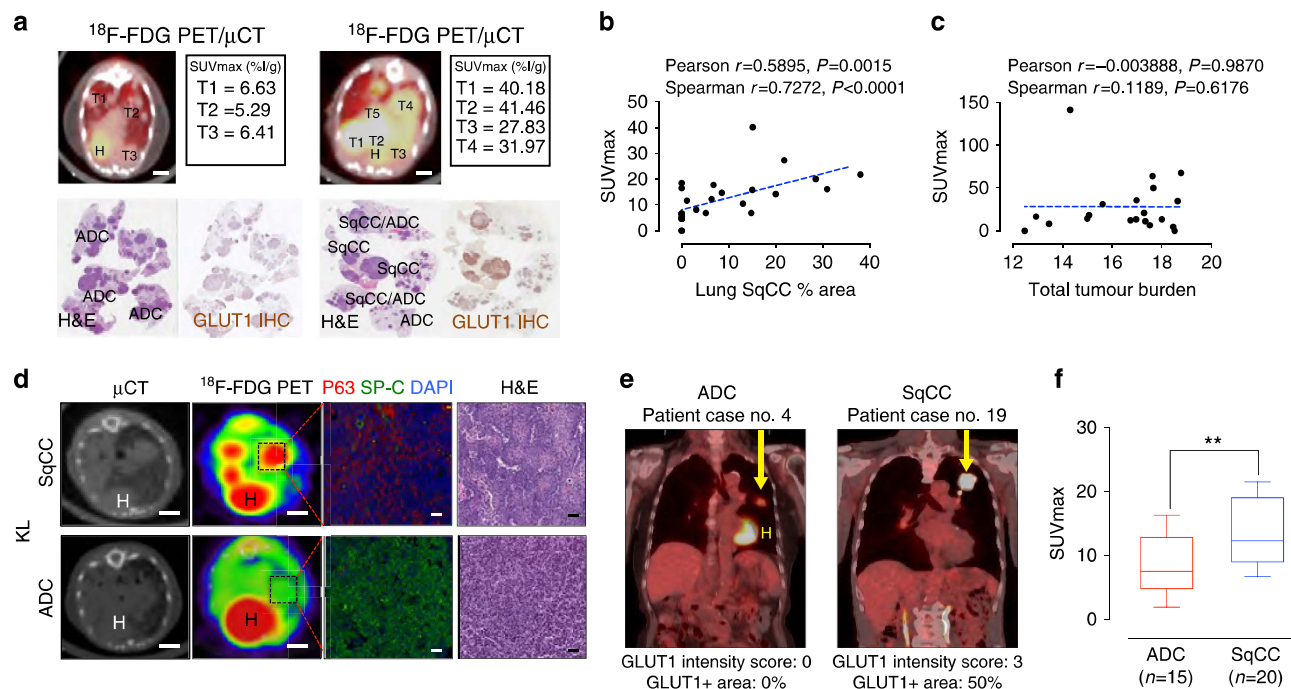 a
¹⁸F-FDG PET/μCT
SUVmax (%I/g)
T1 = 6.63
T2 =5.29
T3 = 6.41
T1
T2
H
T3
¹⁸F-FDG PET/μCT
SUVmax (%I/g)
T1 = 40.18
T2 = 41.46
T3 = 27.83
T4 = 31.97
T4
T5
T1
T2
H
T3
ADC
ADC
ADC
H&E
GLUT1 IHC
SqCC/ADC
SqCC
SqCC
SqCC/ADC
ADC
H&E
GLUT1 IHC
b
Pearson r=0.5895, P=0.0015
Spearman r=0.7272, P<0.0001
SUVmax
50
40
30
20
10
0
0 10 20 30 40
Lung SqCC % area
c
Pearson r=−0.003888, P=0.9870
Spearman r=0.1189, P=0.6176
SUVmax
150
100
50
0
12 14 16 18 20
Total tumour burden
d
μCT
¹⁸F-FDG PET
P63 SP-C DAPI
H&E
KL
SqCC
H
H
ADC
H
H
e
ADC
Patient case no. 4
H
GLUT1 intensity score: 0
GLUT1+ area: 0%
SqCC
Patient case no. 19
GLUT1 intensity score: 3
GLUT1+ area: 50%
f
SUVmax
30
20
10
0
**
ADC
(n=15)
SqCC
(n=20)